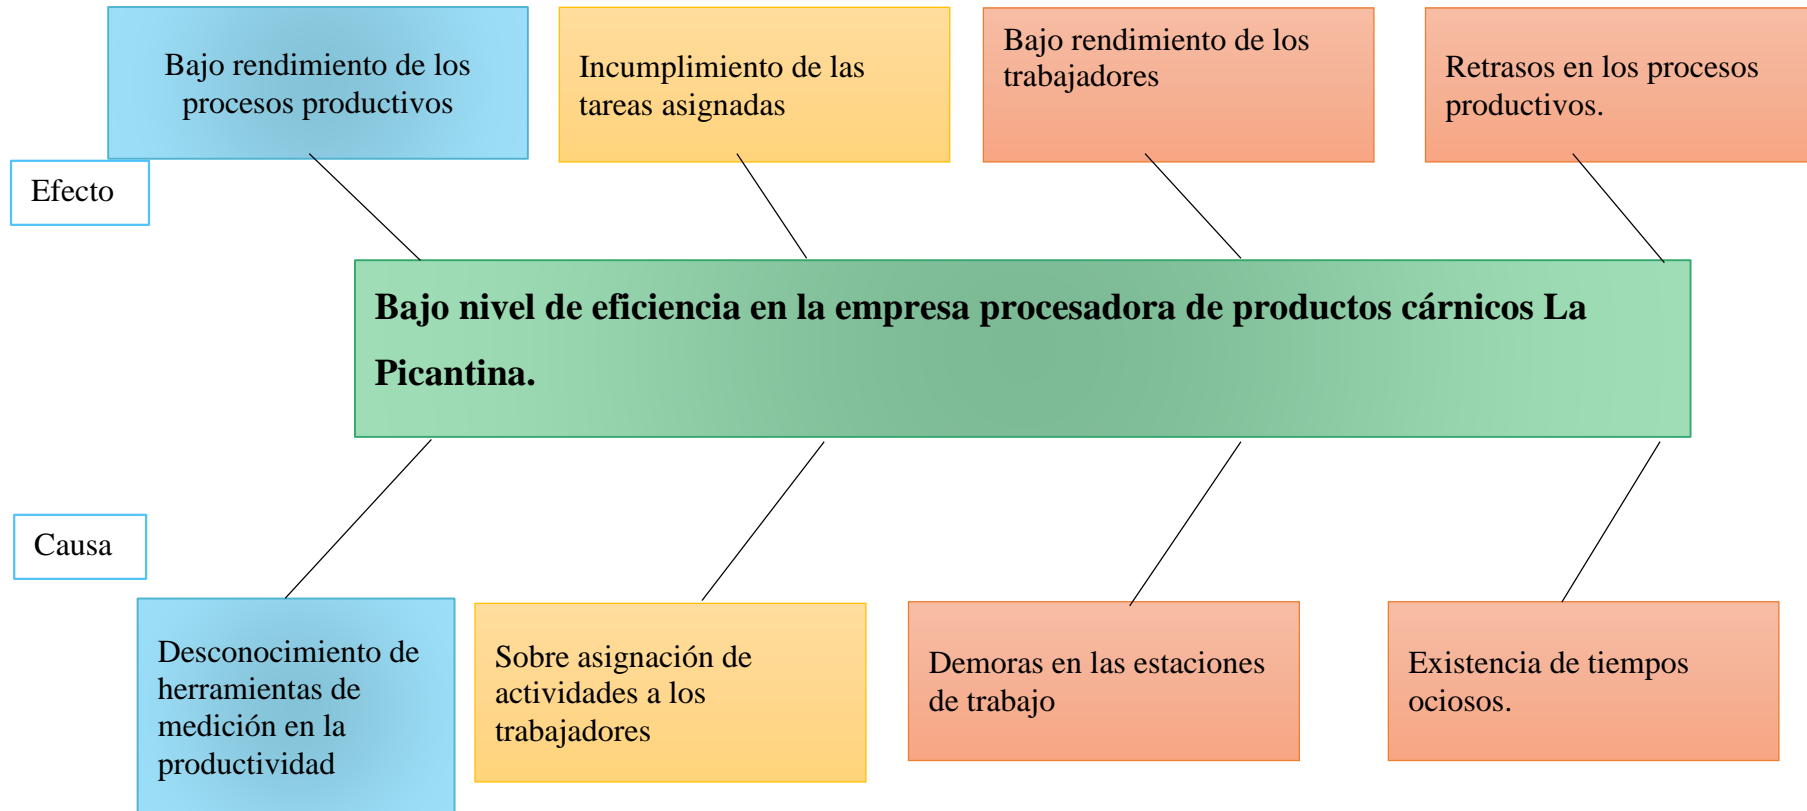 Bajo rendimiento de los
procesos productivos
Incumplimiento de las
tareas asignadas
Bajo rendimiento de los
trabajadores
Retrasos en los procesos
productivos.
Efecto
Bajo nivel de eficiencia en la empresa procesadora de productos cárnicos La
Picantina.
Causa
Desconocimiento de
herramientas de
medición en la
productividad
Sobre asignación de
actividades a los
trabajadores
Demoras en las estaciones
de trabajo
Existencia de tiempos
ociosos.